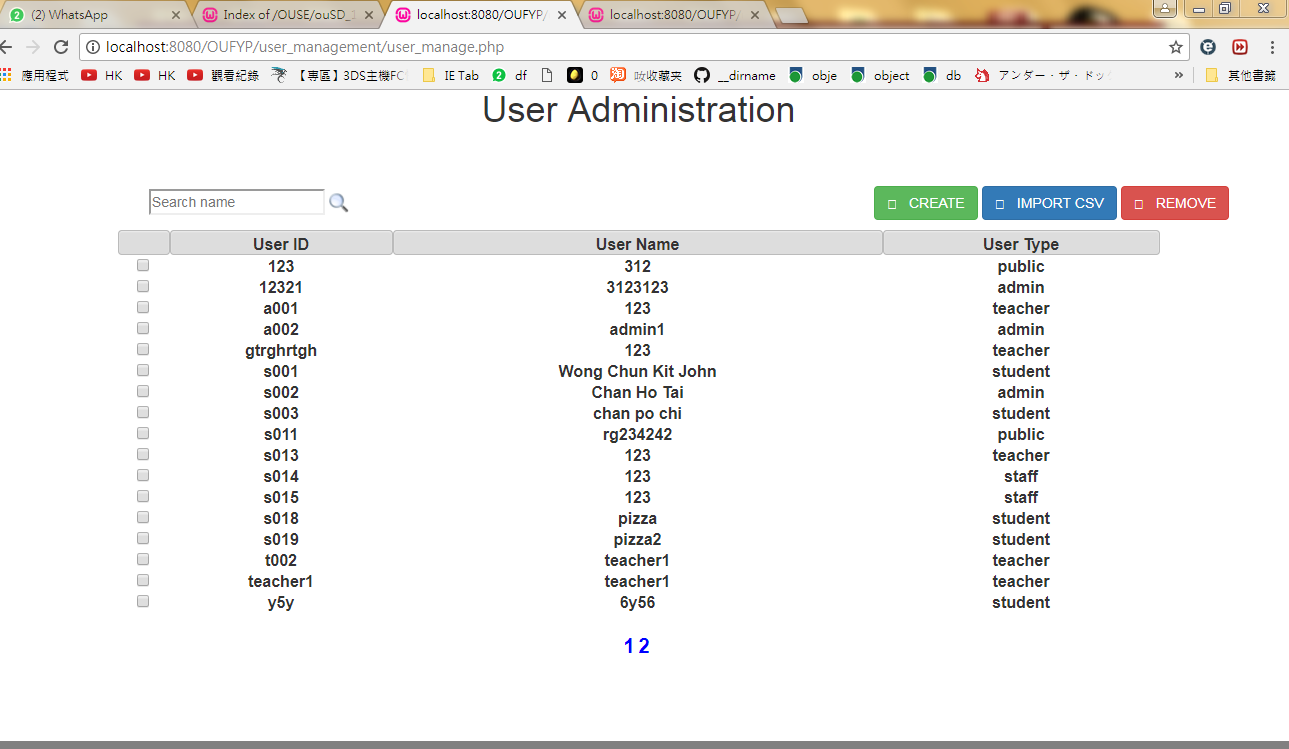 (2) WhatsApp
Index of /OUSE/ouSD_1
localhost:8080/OUFYP/
localhost:8080/OUFYP/
localhost:8080/OUFYP/user_management/user_manage.php
應用程式 HK HK 觀看紀錄 【專區】3DS主機FC IE Tab df 0 淘 收藏夹 __dirname obje object db アンダー・ザ・ドッ » 其他書籤
User Administration
Search name
CREATE IMPORT CSV REMOVE
User ID User Name User Type
123 312 public
12321 3123123 admin
a001 123 teacher
a002 admin1 admin
gtrghrtgh 123 teacher
s001 Wong Chun Kit John student
s002 Chan Ho Tai admin
s003 chan po chi student
s011 rg234242 public
s013 123 teacher
s014 123 staff
s015 123 staff
s018 pizza student
s019 pizza2 student
t002 teacher1 teacher
teacher1 teacher1 teacher
y5y 6y56 student
1 2